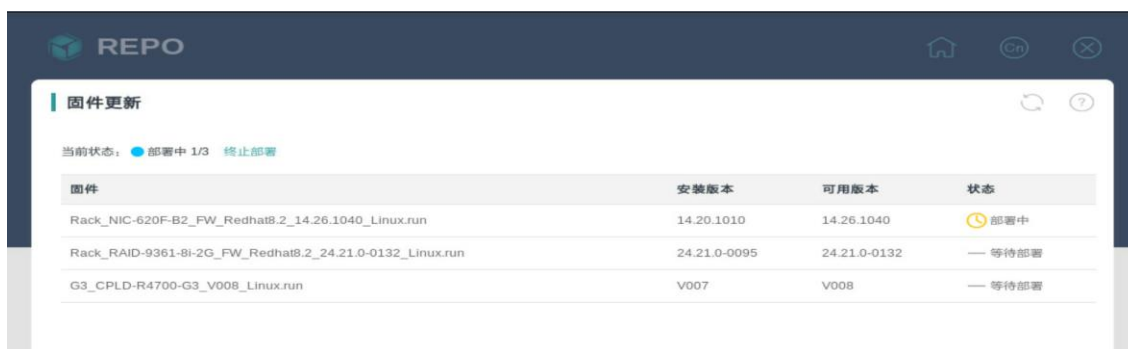 REPO
Cn
固件更新
?
当前状态： 部署中 1/3 终止部署
固件 安装版本 可用版本 状态
Rack_NIC-620F-B2_FW_Redhat8.2_14.26.1040_Linux.run 14.20.1010 14.26.1040 部署中
Rack_RAID-9361-8i-2G_FW_Redhat8.2_24.21.0-0132_Linux.run 24.21.0-0095 24.21.0-0132 — 等待部署
G3_CPLD-R4700-G3_V008_Linux.run V007 V008 — 等待部署